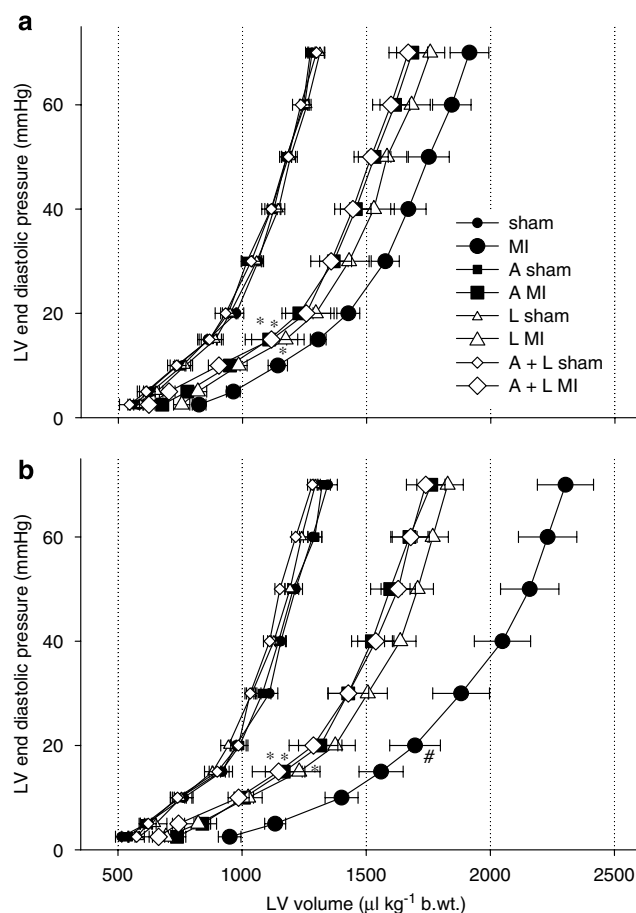 a
LV end diastolic pressure (mmHg)
60
40
20
0
* *
*
sham
MI
A sham
A MI
L sham
L MI
A + L sham
A + L MI
b
LV end diastolic pressure (mmHg)
60
40
20
0
* * *
#
500 1000 1500 2000 2500
LV volume (μl kg⁻¹ b.wt.)